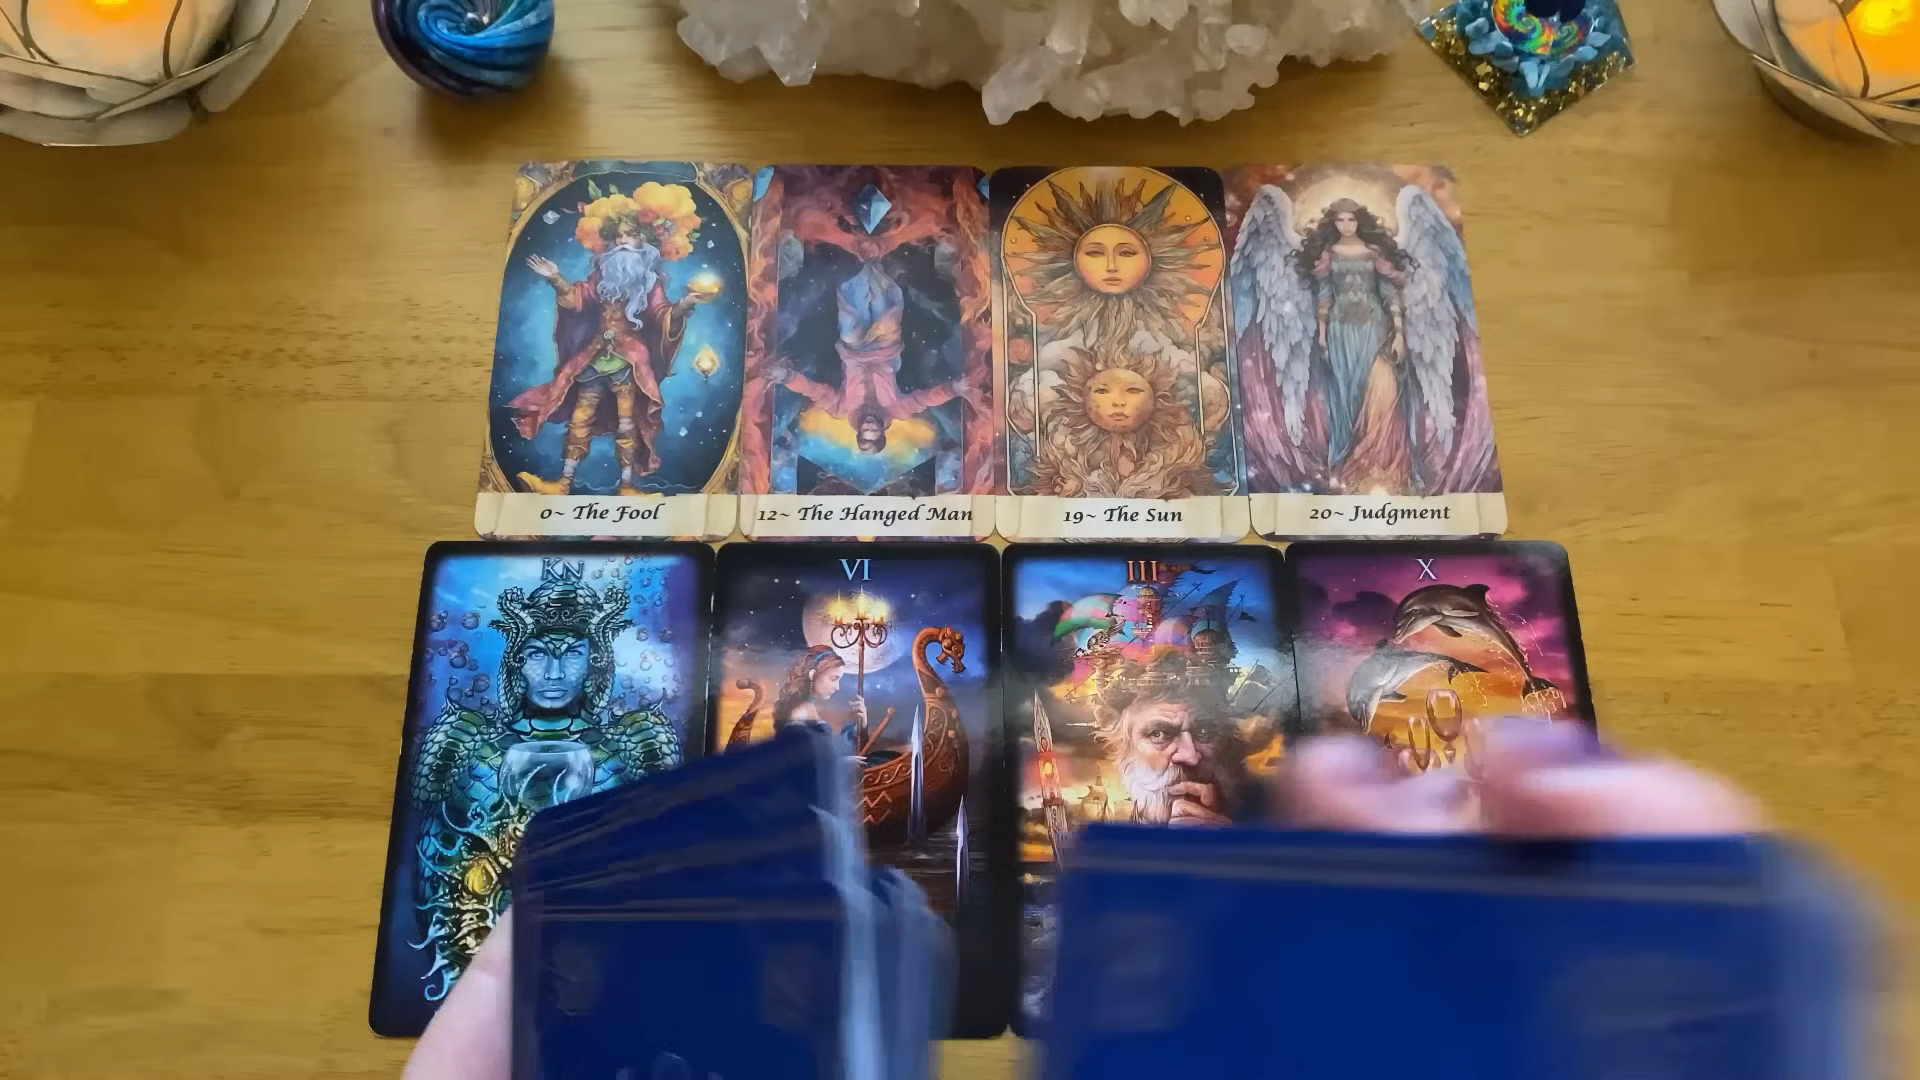 0~ The Fool
12~ The Hanged Man
19~ The Sun
20~ Judgment
KN
VI
III
X